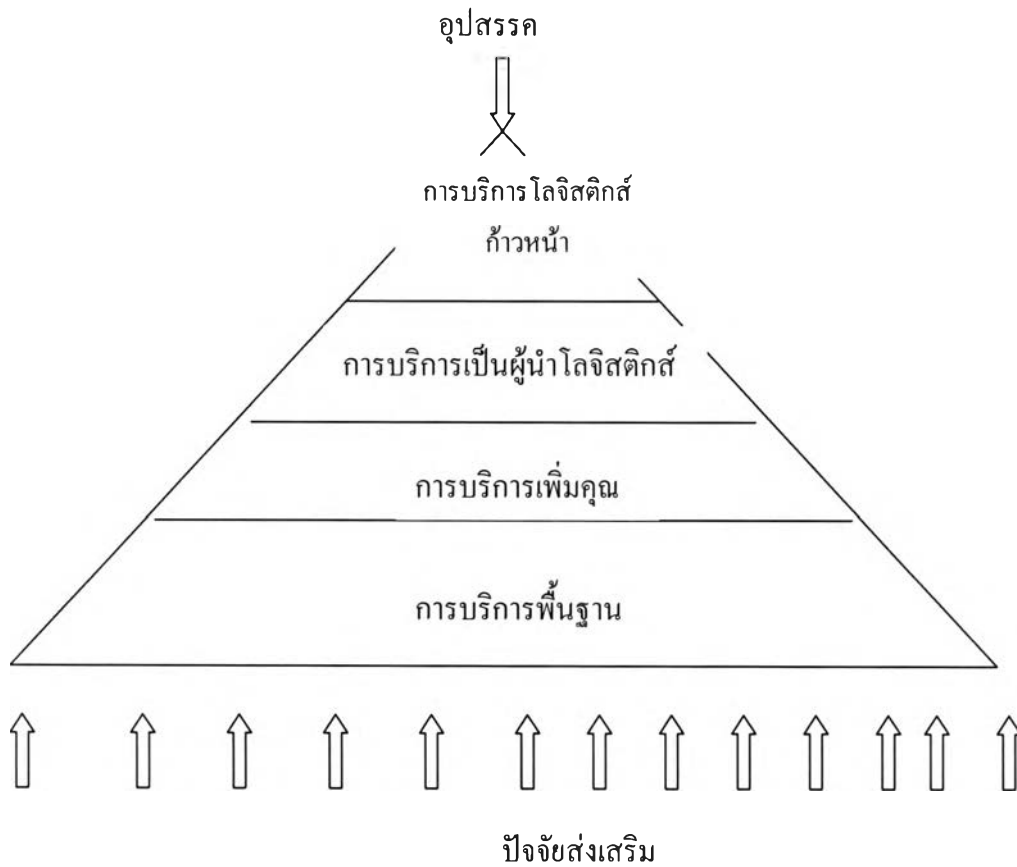 อุปสรรค
การบริการโลจิสติกส์
ก้าวหน้า
การบริการเป็นผู้นำโลจิสติกส์
การบริการเพิ่มคุณ
การบริการพื้นฐาน
ปัจจัยส่งเสริม